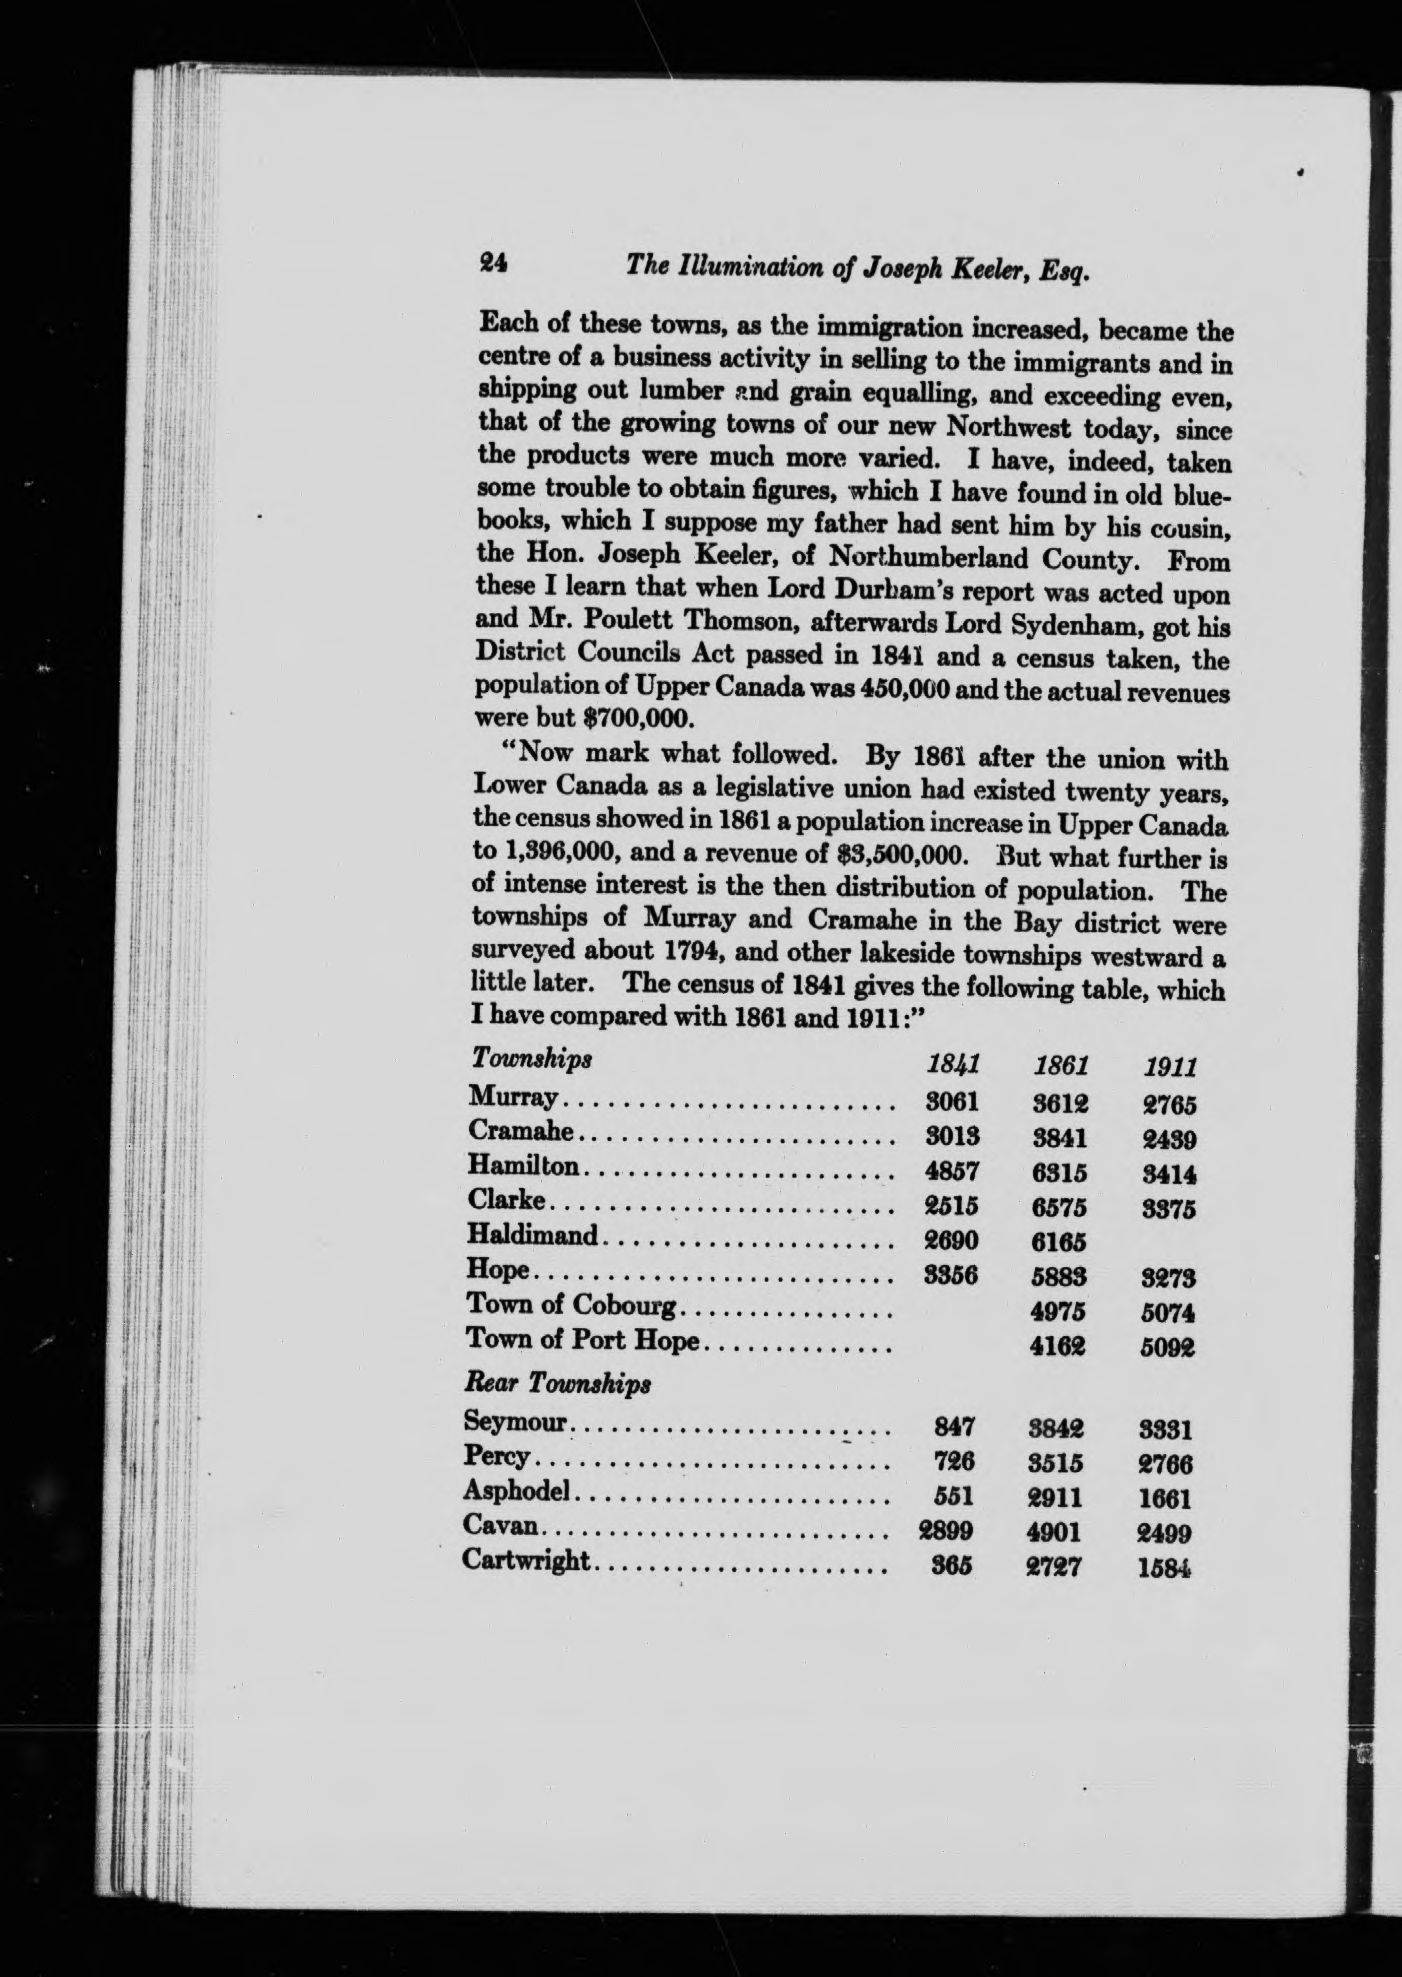 24 The Illumination of Joseph Keeler, Esq.
Each of these towns, as the immigration increased, became the
centre of a business activity in selling to the immigrants and in
shipping out lumber and grain equalling, and exceeding even,
that of the growing towns of our new Northwest today, since
the products were much more varied. I have, indeed, taken
some trouble to obtain figures, which I have found in old blue-
books, which I suppose my father had sent him by his cousin,
the Hon. Joseph Keeler, of Northumberland County. From
these I learn that when Lord Durham's report was acted upon
and Mr. Poulett Thomson, afterwards Lord Sydenham, got his
District Councils Act passed in 1841 and a census taken, the
population of Upper Canada was 450,000 and the actual revenues
were but $700,000.
"Now mark what followed. By 1861 after the union with
Lower Canada as a legislative union had existed twenty years,
the census showed in 1861 a population increase in Upper Canada
to 1,396,000, and a revenue of $3,500,000. But what further is
of intense interest is the then distribution of population. The
townships of Murray and Cramahe in the Bay district were
surveyed about 1794, and other lakeside townships westward a
little later. The census of 1841 gives the following table, which
I have compared with 1861 and 1911:"
Townships 1841 1861 1911
Murray......................... 3061 3612 2765
Cramahe........................ 3013 3841 2439
Hamilton....................... 4857 6315 3414
Clarke......................... 2515 6575 3375
Haldimand...................... 2690 6165
Hope........................... 3356 5883 3273
Town of Cobourg................ 4975 5074
Town of Port Hope.............. 4162 5092
Rear Townships
Seymour........................ 847 3842 3331
Percy.......................... 726 3515 2766
Asphodel....................... 551 2911 1661
Cavan.......................... 2899 4901 2499
Cartwright...................... 365 2727 1584